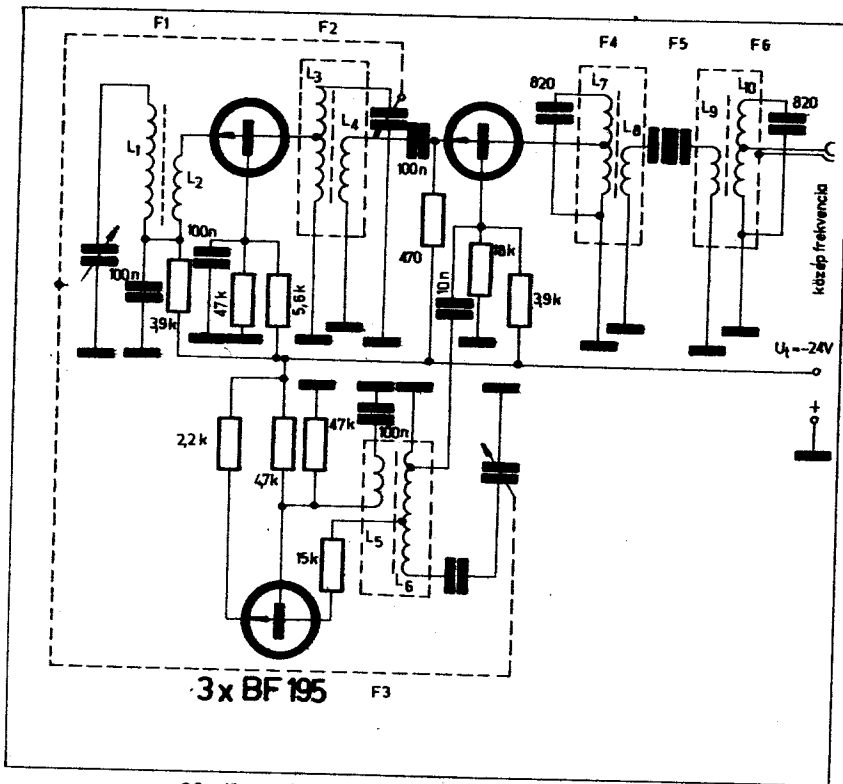 F1
F2
F4
F5
F6
L3
L7
L10
820
820
L4
L8
L9
L1
L2
100n
100n
470
18k
10n
100n
3,9k
47k
5,6k
3,9k
közép frekvencia
Ut=-24V
+
2,2k
4,7k
47k
100n
L5
15k
L6
3 x BF 195
F3